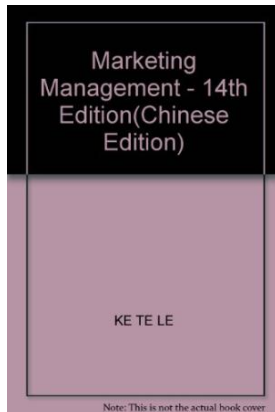 Marketing
Management - 14th
Edition(Chinese
Edition)
KE TE LE
Note: This is not the actual book cover